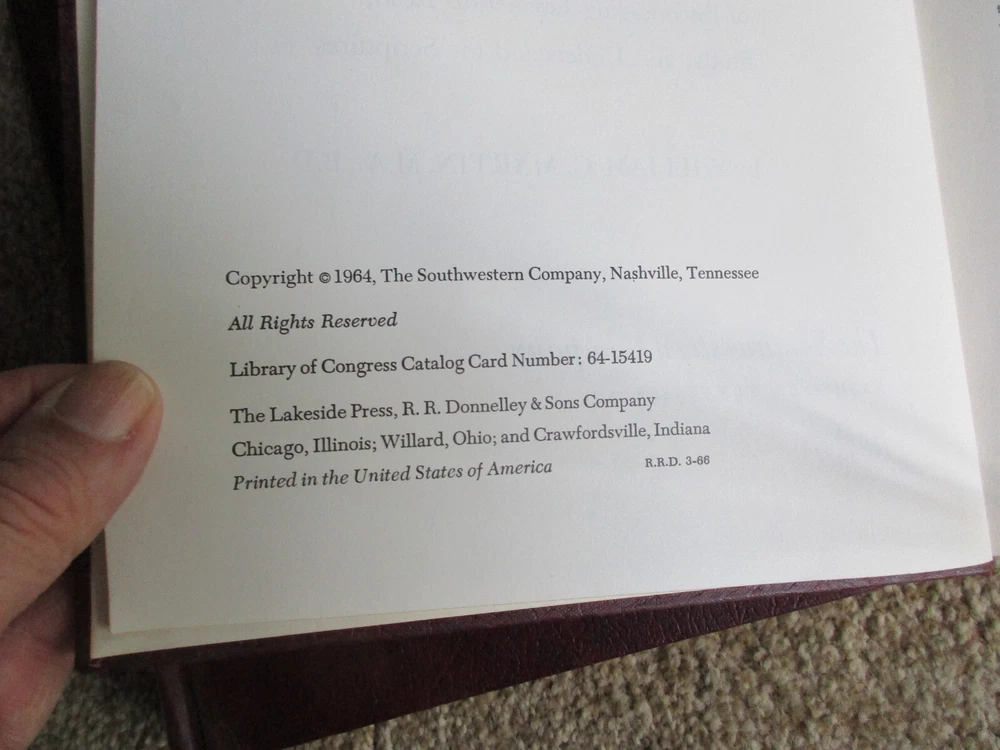 Copyright © 1964, The Southwestern Company, Nashville, Tennessee
All Rights Reserved
Library of Congress Catalog Card Number: 64-15419
The Lakeside Press, R. R. Donnelley & Sons Company
Chicago, Illinois; Willard, Ohio; and Crawfordsville, Indiana
Printed in the United States of America R.R.D. 3-66